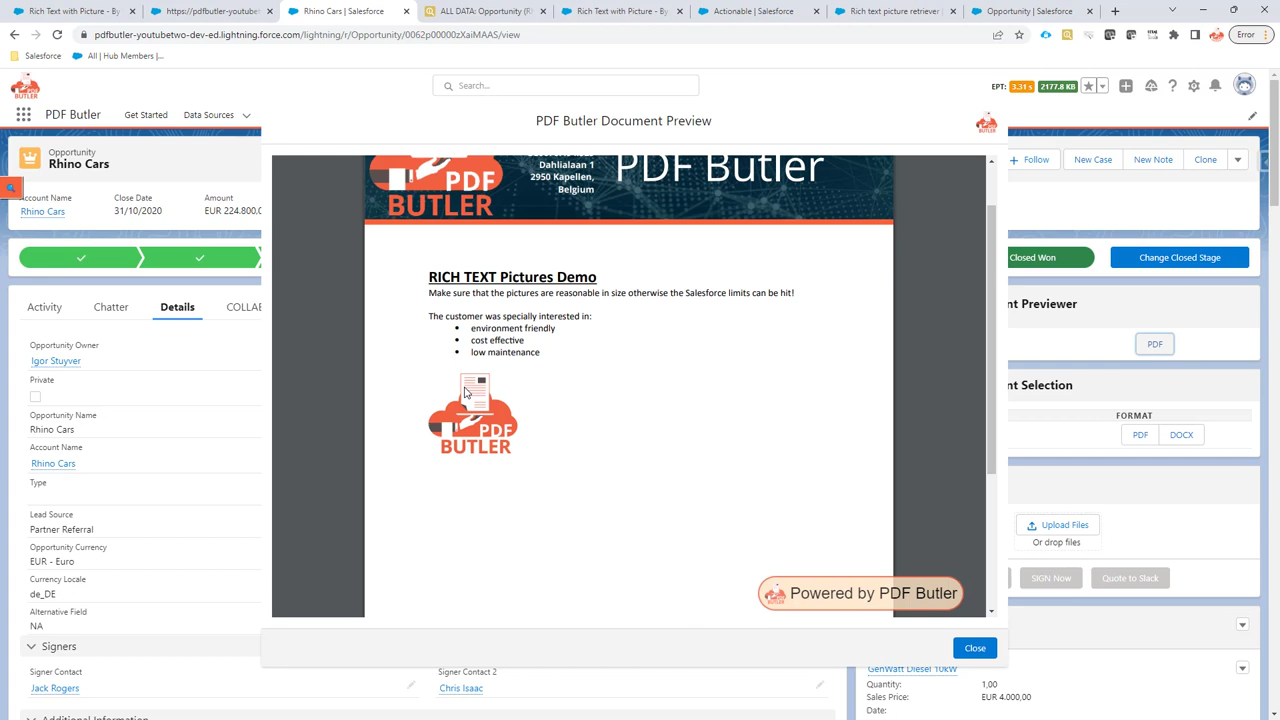 Rich Text with Picture - By
https://pdfbutler-youtubetwo
Rhino Cars | Salesforce
ALL DATA: Opportunity (R
Rich Text with Picture - By
Actionable | Salesforce
Rich text picture retriever
Opportunity | Salesforce
pdfbutler-youtubetwo-dev-ed.lightning.force.com/lightning/r/Opportunity/0062p00000zXaiMAAS/view
Error
Salesforce
All | Hub Members |...
Search...
EPT: 3.31 s 2177.8 KB
PDF Butler
Get Started
Data Sources
PDF Butler Document Preview
Opportunity
Rhino Cars
Follow
New Case
New Note
Clone
Account Name
Rhino Cars
Close Date
31/10/2020
Amount
EUR 224.800,0
Dahlialaan 1
2950 Kapellen,
Belgium
PDF Butler
PDF
BUTLER
Closed Won
Change Closed Stage
Activity
Chatter
Details
COLLAB
Opportunity Owner
Igor Stuyver
Private
Opportunity Name
Rhino Cars
Account Name
Rhino Cars
Type
Lead Source
Partner Referral
Opportunity Currency
EUR - Euro
Currency Locale
de_DE
Alternative Field
NA
Signers
Signer Contact
Jack Rogers
Signer Contact 2
Chris Isaac
RICH TEXT Pictures Demo
Make sure that the pictures are reasonable in size otherwise the Salesforce limits can be hit!
The customer was specially interested in:
• environment friendly
• cost effective
• low maintenance
PDF
BUTLER
Powered by PDF Butler
Close
nt Previewer
PDF
nt Selection
FORMAT
PDF
DOCX
Upload Files
Or drop files
SIGN Now
Quote to Slack
GenWatt Diesel 10kW
Quantity:
1,00
Sales Price:
EUR 4.000,00
Date: